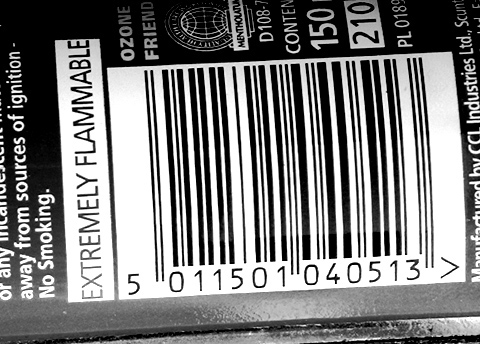 or any incandescent
away from sources of ignition -
No Smoking.
EXTREMELY FLAMMABLE
OZONE
FRIEND
D108-7
CONTEN
150
210
PL 0189
5 011501 040513 >
Manufactured by CCL Industries Ltd., Scunt